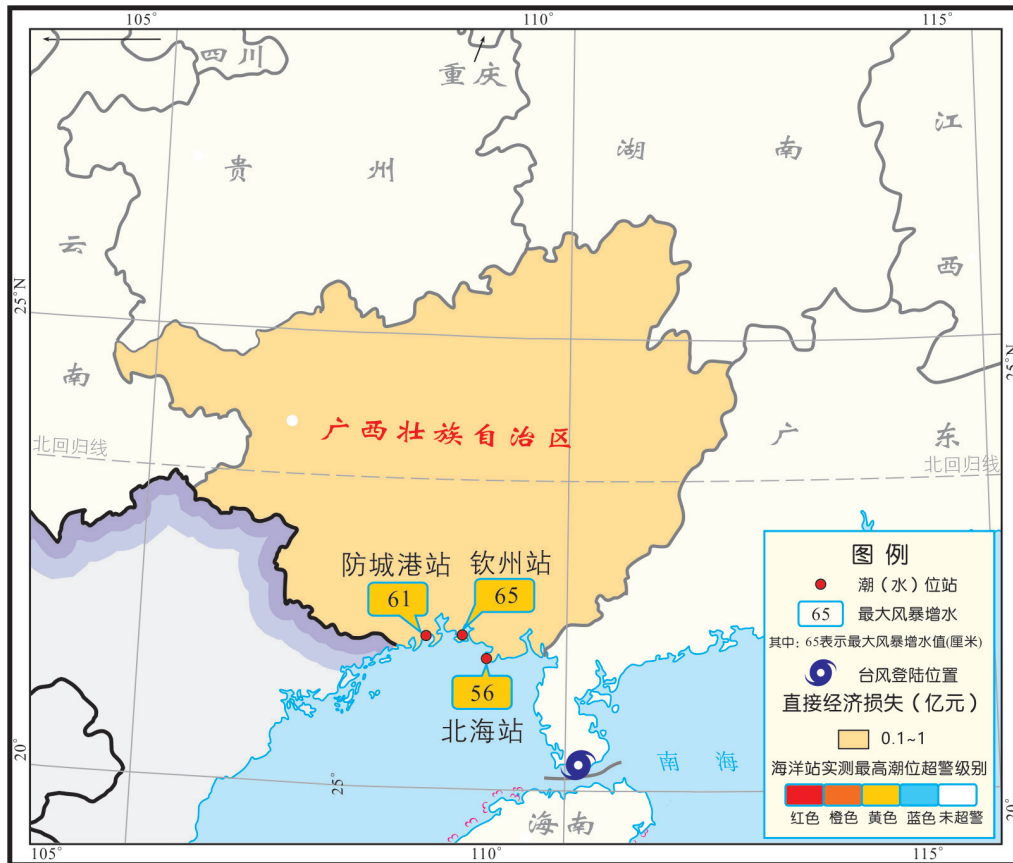 105°
110°
115°
四川
重庆
贵州
湖南
江西
云南
25°N
25°N
广西壮族自治区
广东
北回归线
北回归线
防城港站
钦州站
61
65
56
北海站
20°
25°
南海
海南
20°
105°
110°
115°
图例
潮（水）位站
65 最大风暴增水
其中：65表示最大风暴增水值(厘米)
台风登陆位置
直接经济损失（亿元）
0.1~1
海洋站实测最高潮位超警级别
红色 橙色 黄色 蓝色 未超警